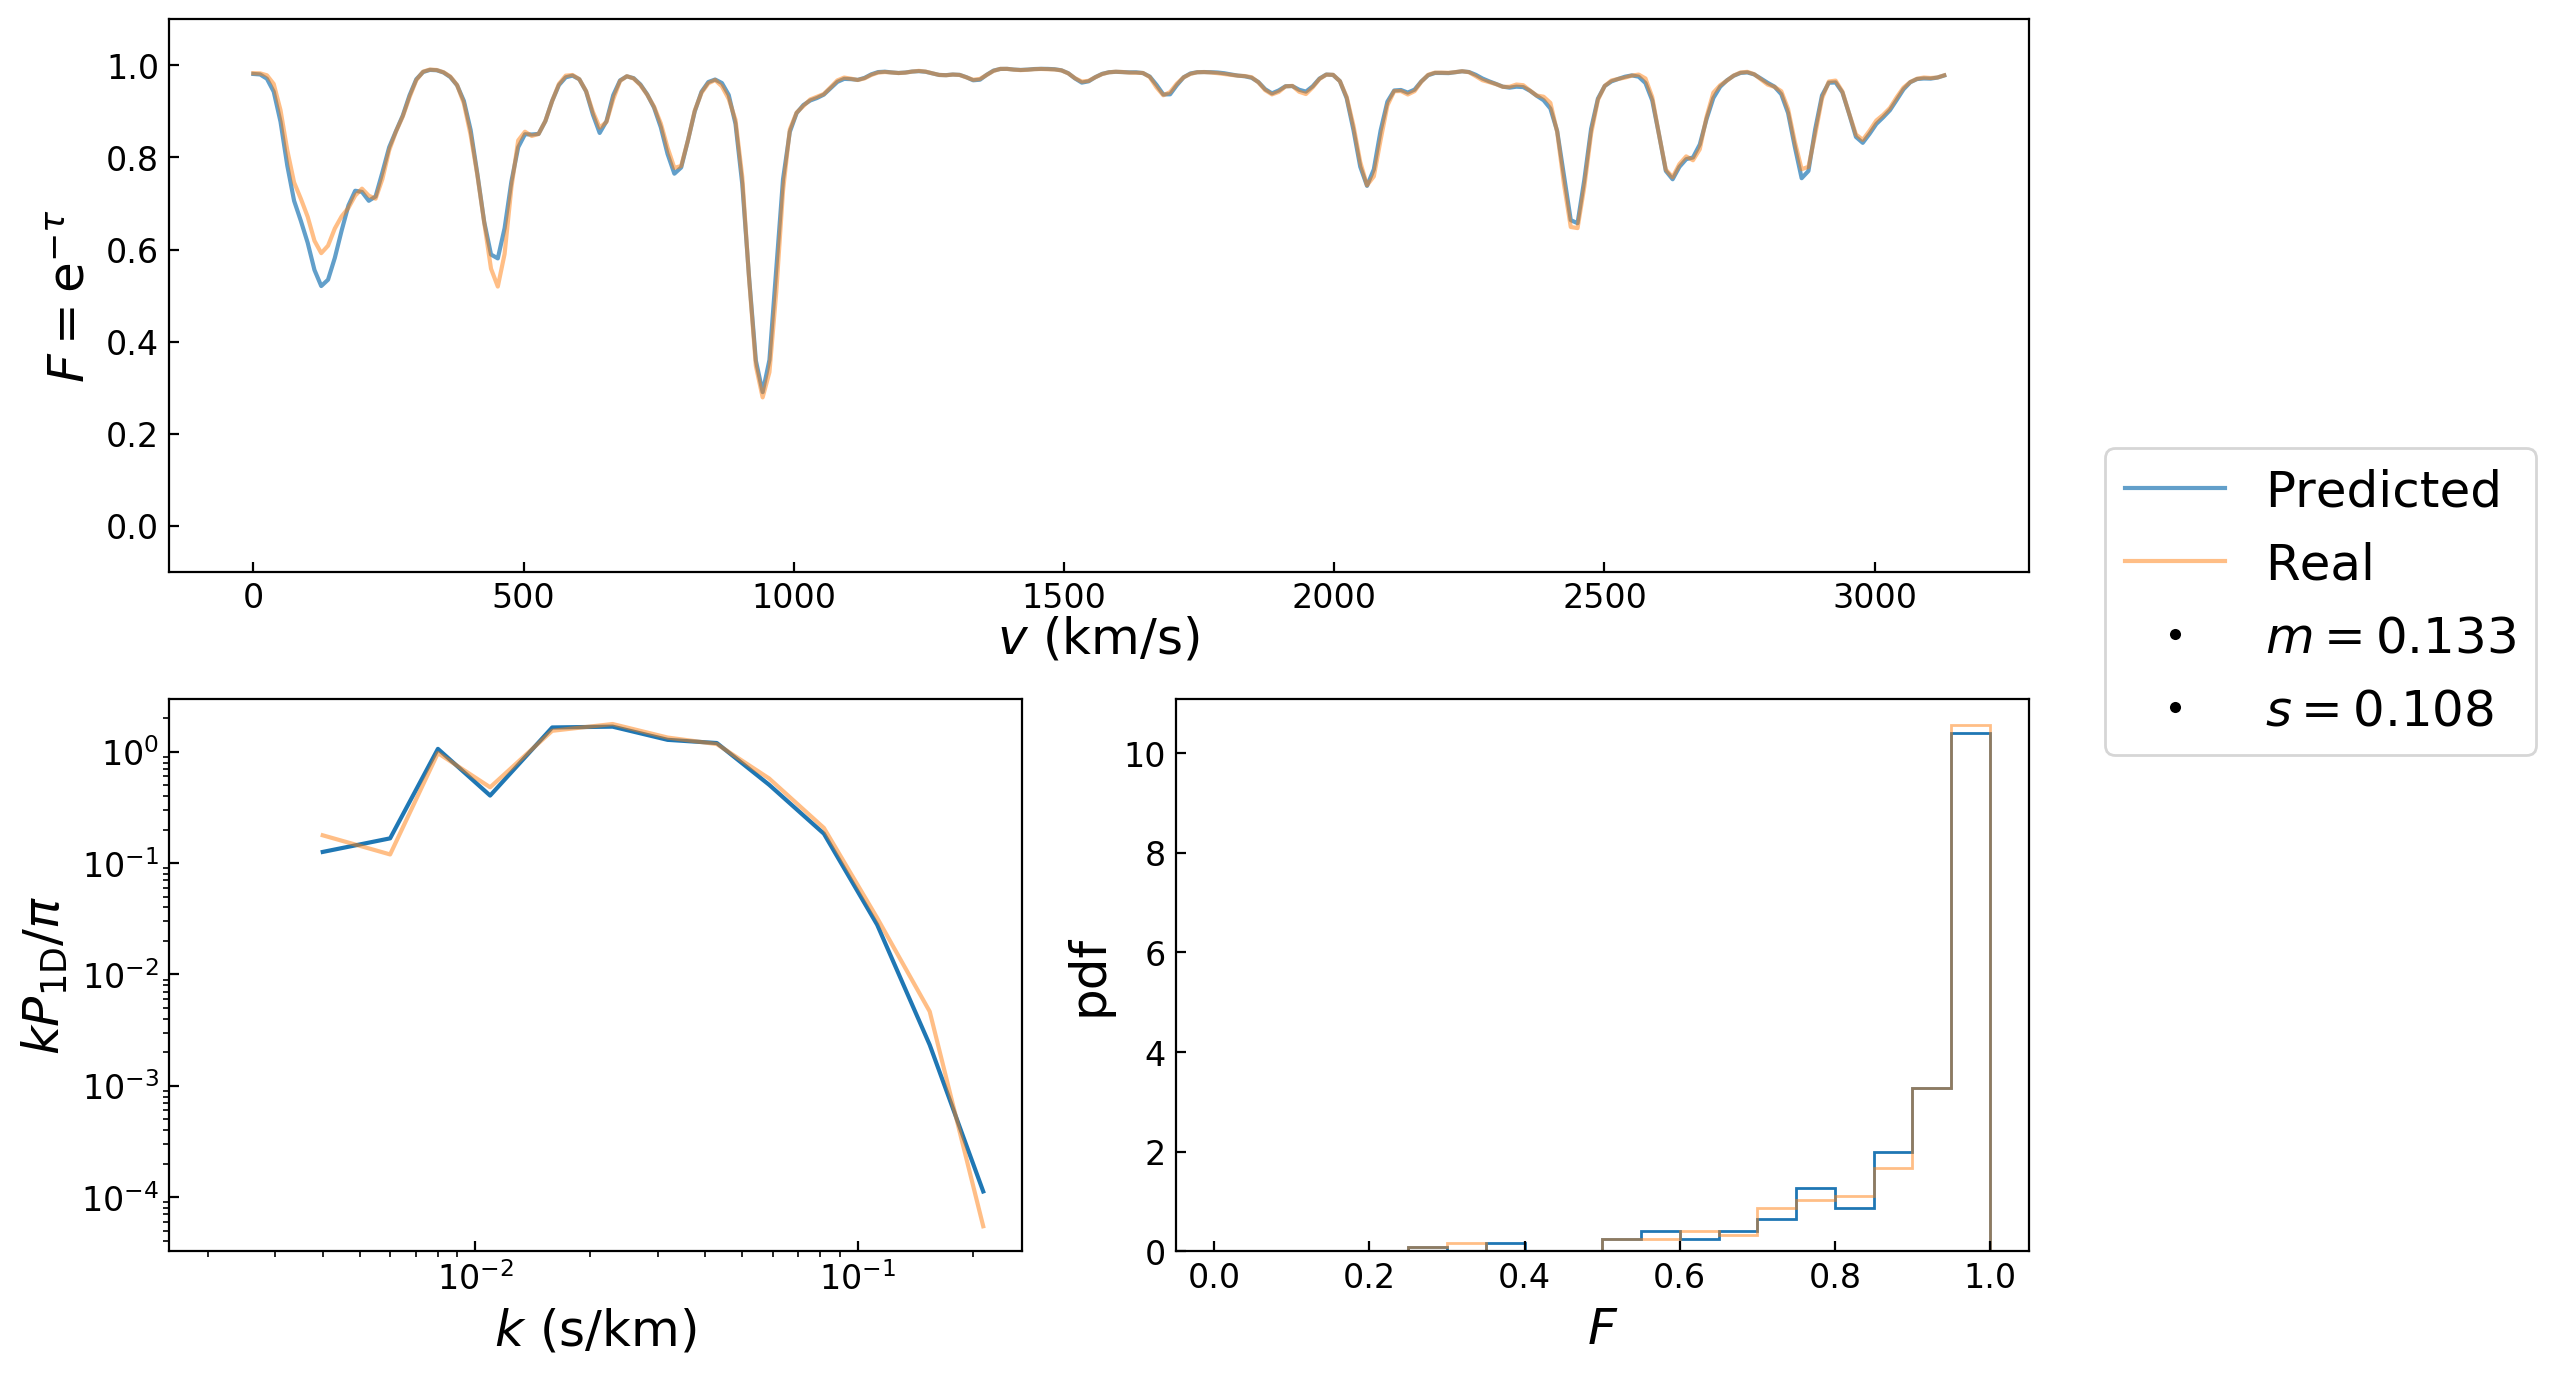 F = e^{−τ}
1.0
0.8
0.6
0.4
0.2
0.0
0 500 1000 1500 2000 2500 3000
v (km/s)
Predicted
Real
m = 0.133
s = 0.108
kP_{1D}/π
10^0
10^{−1}
10^{−2}
10^{−3}
10^{−4}
10^{−2} 10^{−1}
k (s/km)
pdf
10
8
6
4
2
0
0.0 0.2 0.4 0.6 0.8 1.0
F